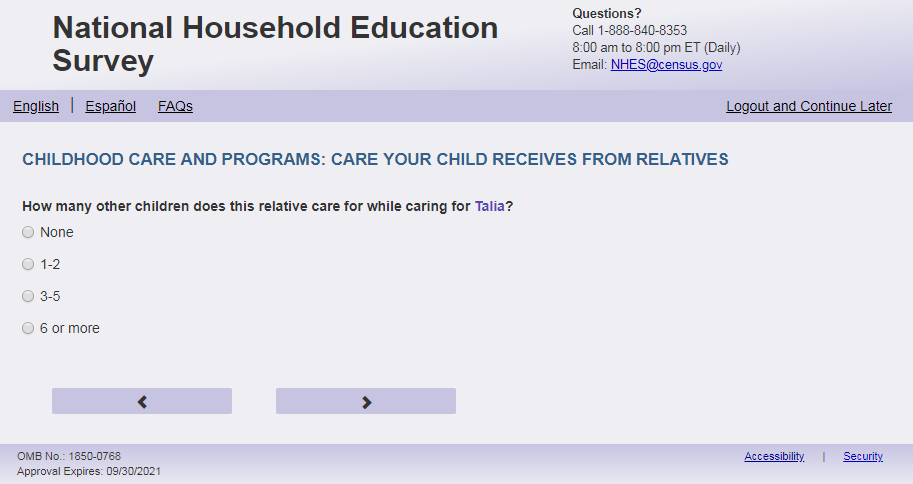 National Household Education
Survey
Questions?
Call 1-888-840-8353
8:00 am to 8:00 pm ET (Daily)
Email: NHES@census.gov
English | Español FAQs Logout and Continue Later
CHILDHOOD CARE AND PROGRAMS: CARE YOUR CHILD RECEIVES FROM RELATIVES
How many other children does this relative care for while caring for Talia?
None
1-2
3-5
6 or more
OMB No.: 1850-0768
Approval Expires: 09/30/2021
Accessibility | Security